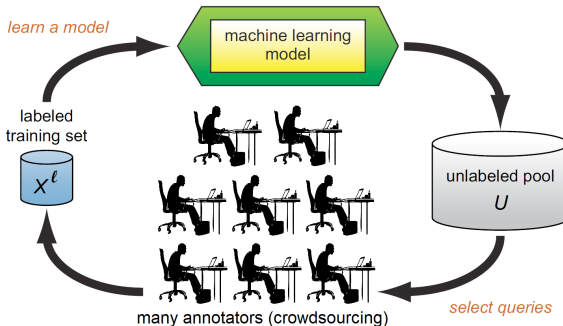 learn a model
machine learning
model
labeled
training set
Xℓ
unlabeled pool
U
select queries
many annotators (crowdsourcing)